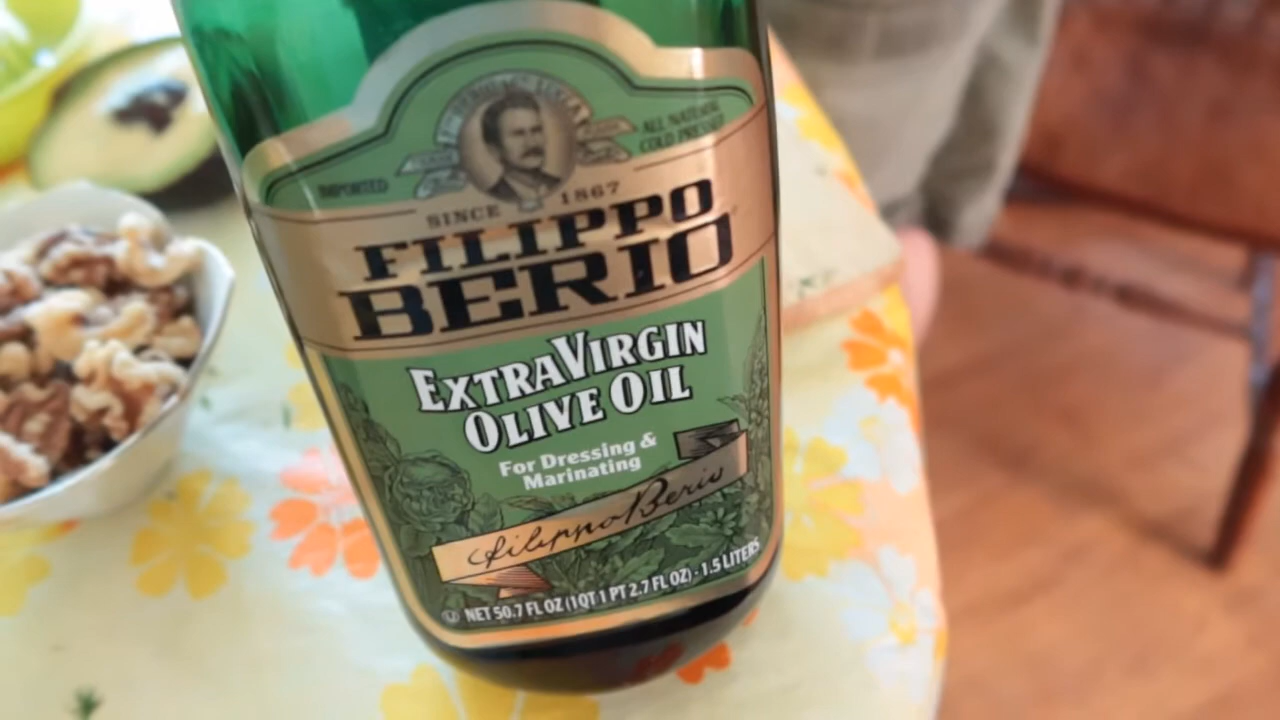 IMPORTED
ALL NATURAL
COLD PRESSED
SINCE 1867
FILIPPO
BERIO
EXTRA VIRGIN
OLIVE OIL
For Dressing &
Marinating
Filippo Berio
NET 50.7 FL OZ (1QT 1 PT 2.7 FL OZ) - 1.5 LITERS